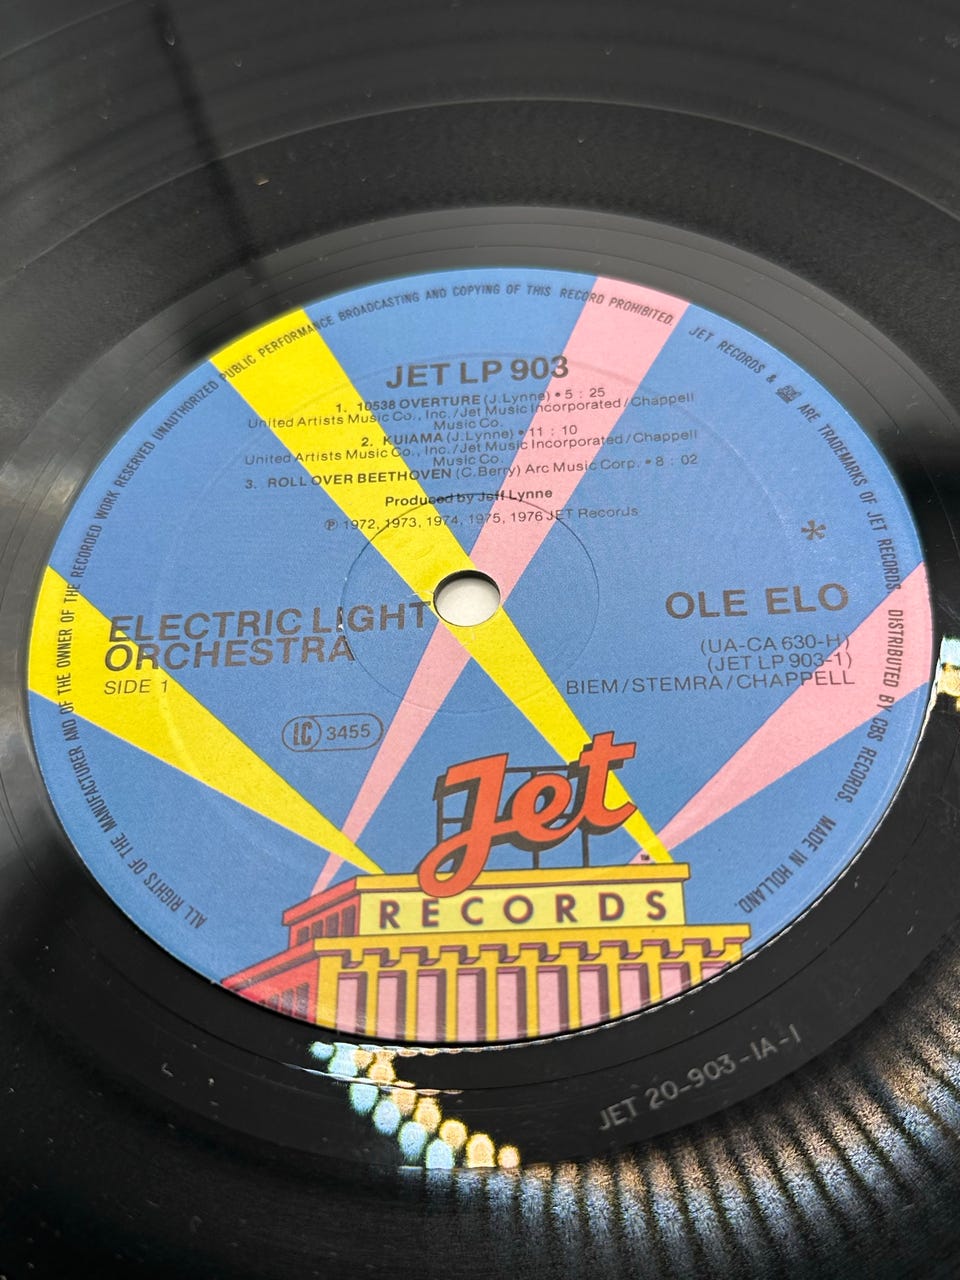 UNAUTHORIZED PUBLIC PERFORMANCE BROADCASTING AND COPYING OF THIS RECORD PROHIBITED.
JET RECORDS & ARE TRADEMARKS OF JET RECORDS. DISTRIBUTED BY CBS RECORDS. MADE IN HOLLAND.
ALL RIGHTS OF THE MANUFACTURER AND OF THE OWNER OF THE RECORDED WORK RESERVED
JET LP 903
1. 10538 OVERTURE (J.Lynne) • 5 : 25
United Artists Music Co., Inc./Jet Music Incorporated/Chappell
Music Co.
2. KUIAMA (J.Lynne) • 11 : 10
United Artists Music Co., Inc./Jet Music Incorporated/Chappell
Music Co.
3. ROLL OVER BEETHOVEN (C.Berry) Arc Music Corp. • 8 : 02
Produced by Jeff Lynne
℗ 1972, 1973, 1974, 1975, 1976 JET Records
*
ELECTRIC LIGHT
ORCHESTRA
SIDE 1
OLE ELO
(UA-CA 630-H)
(JET LP 903-1)
BIEM/STEMRA/CHAPPELL
LC 3455
Jet
TM
RECORDS
JET 20-903-1A-1